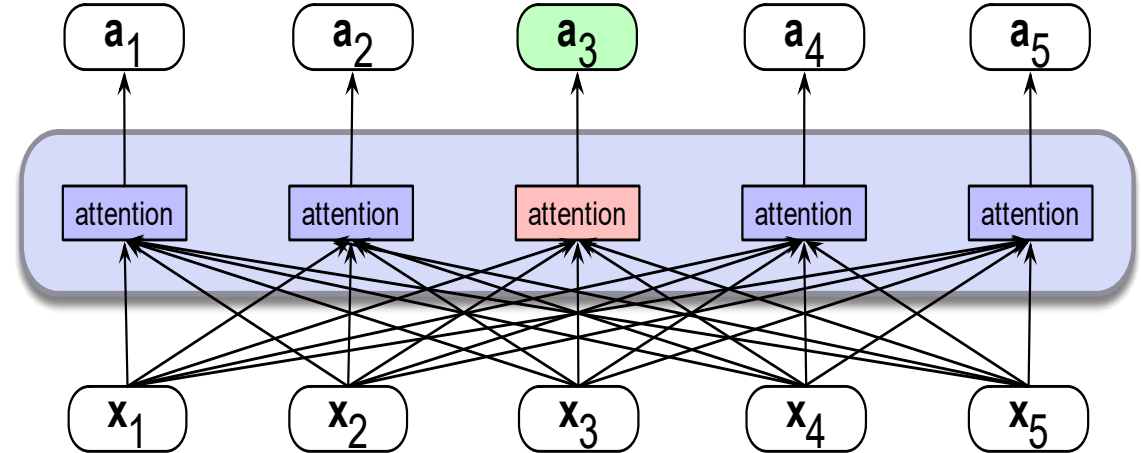 a1 a2 a3 a4 a5
attention attention attention attention attention
x1 x2 x3 x4 x5